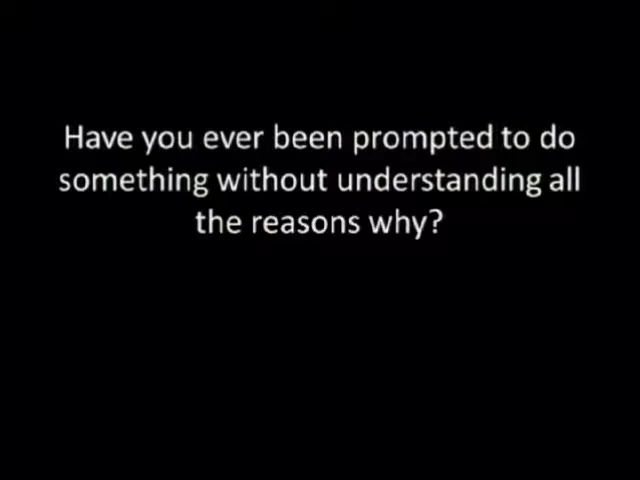 Have you ever been prompted to do
something without understanding all
the reasons why?